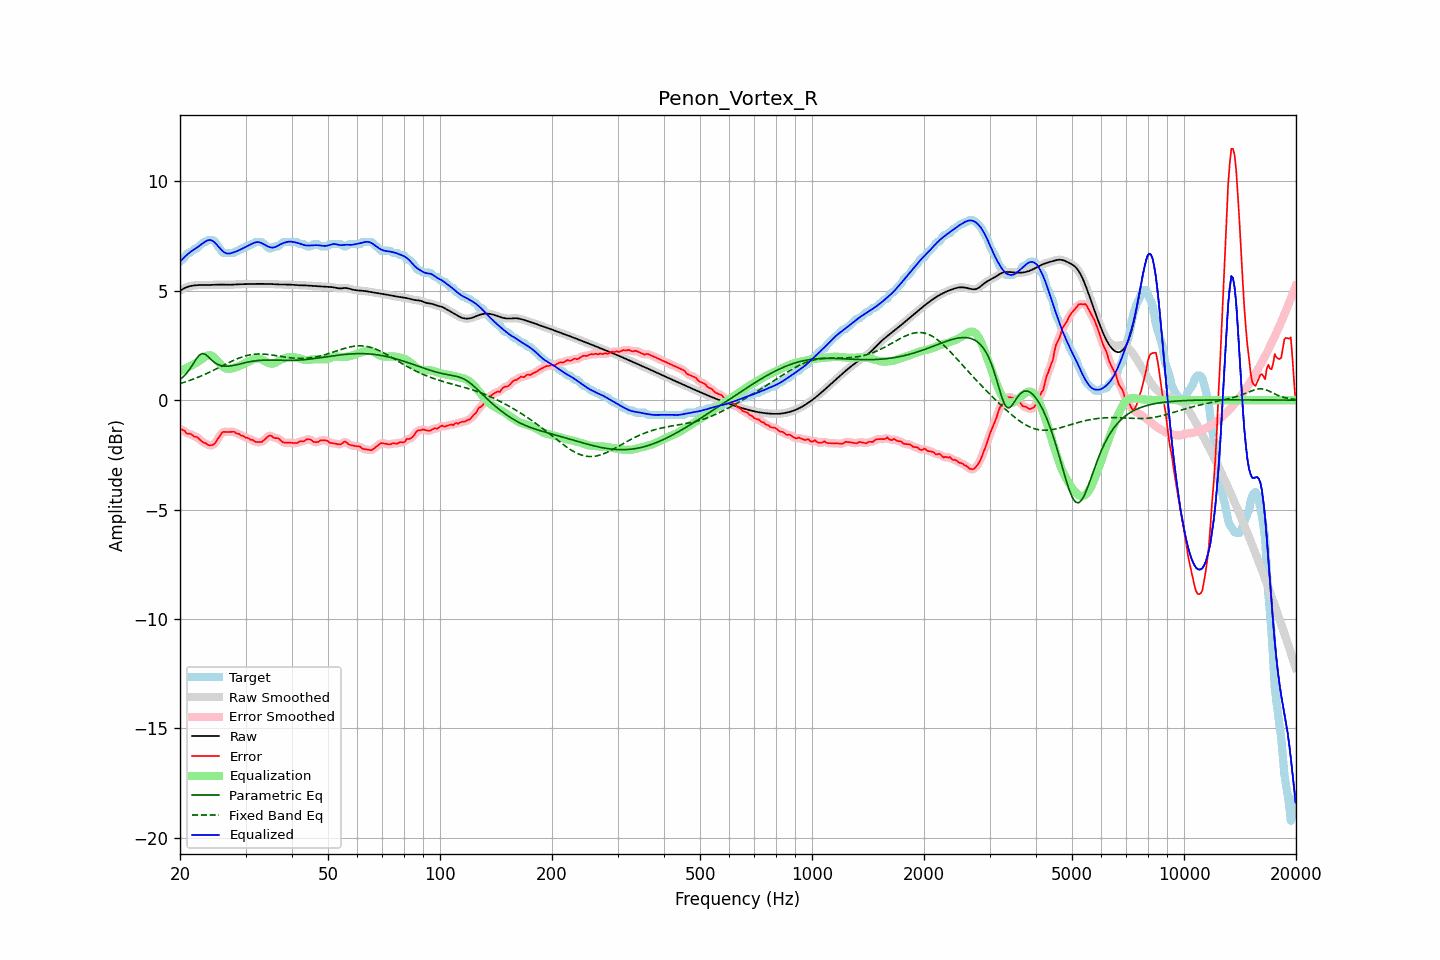 Penon_Vortex_R
Amplitude (dBr)
10
5
0
−5
−10
−15
−20
Target
Raw Smoothed
Error Smoothed
Raw
Error
Equalization
Parametric Eq
Fixed Band Eq
Equalized
20 50 100 200 500 1000 2000 5000 10000 20000
Frequency (Hz)